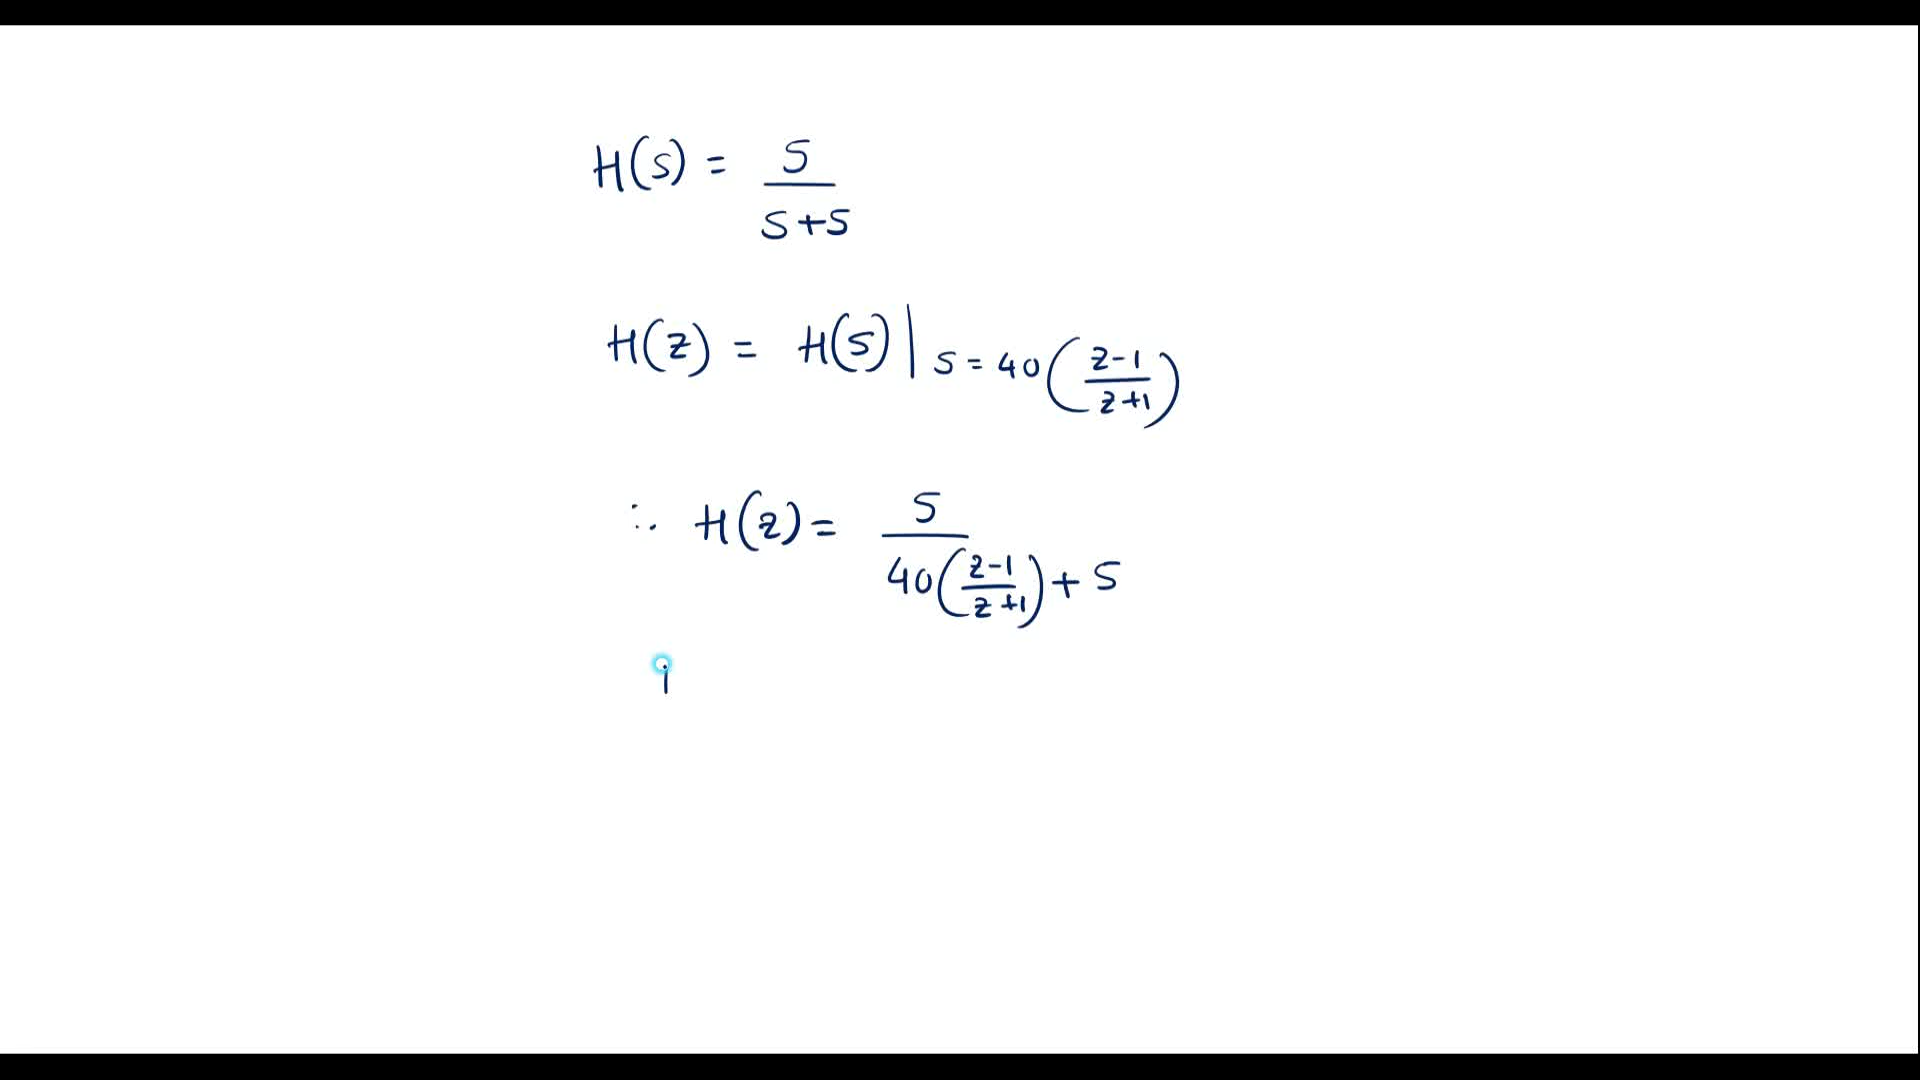 H(s) = 5/(s+5)
H(z) = H(s)|s = 40((z-1)/(z+1))
∴ H(z) = 5/(40((z-1)/(z+1)) + 5)